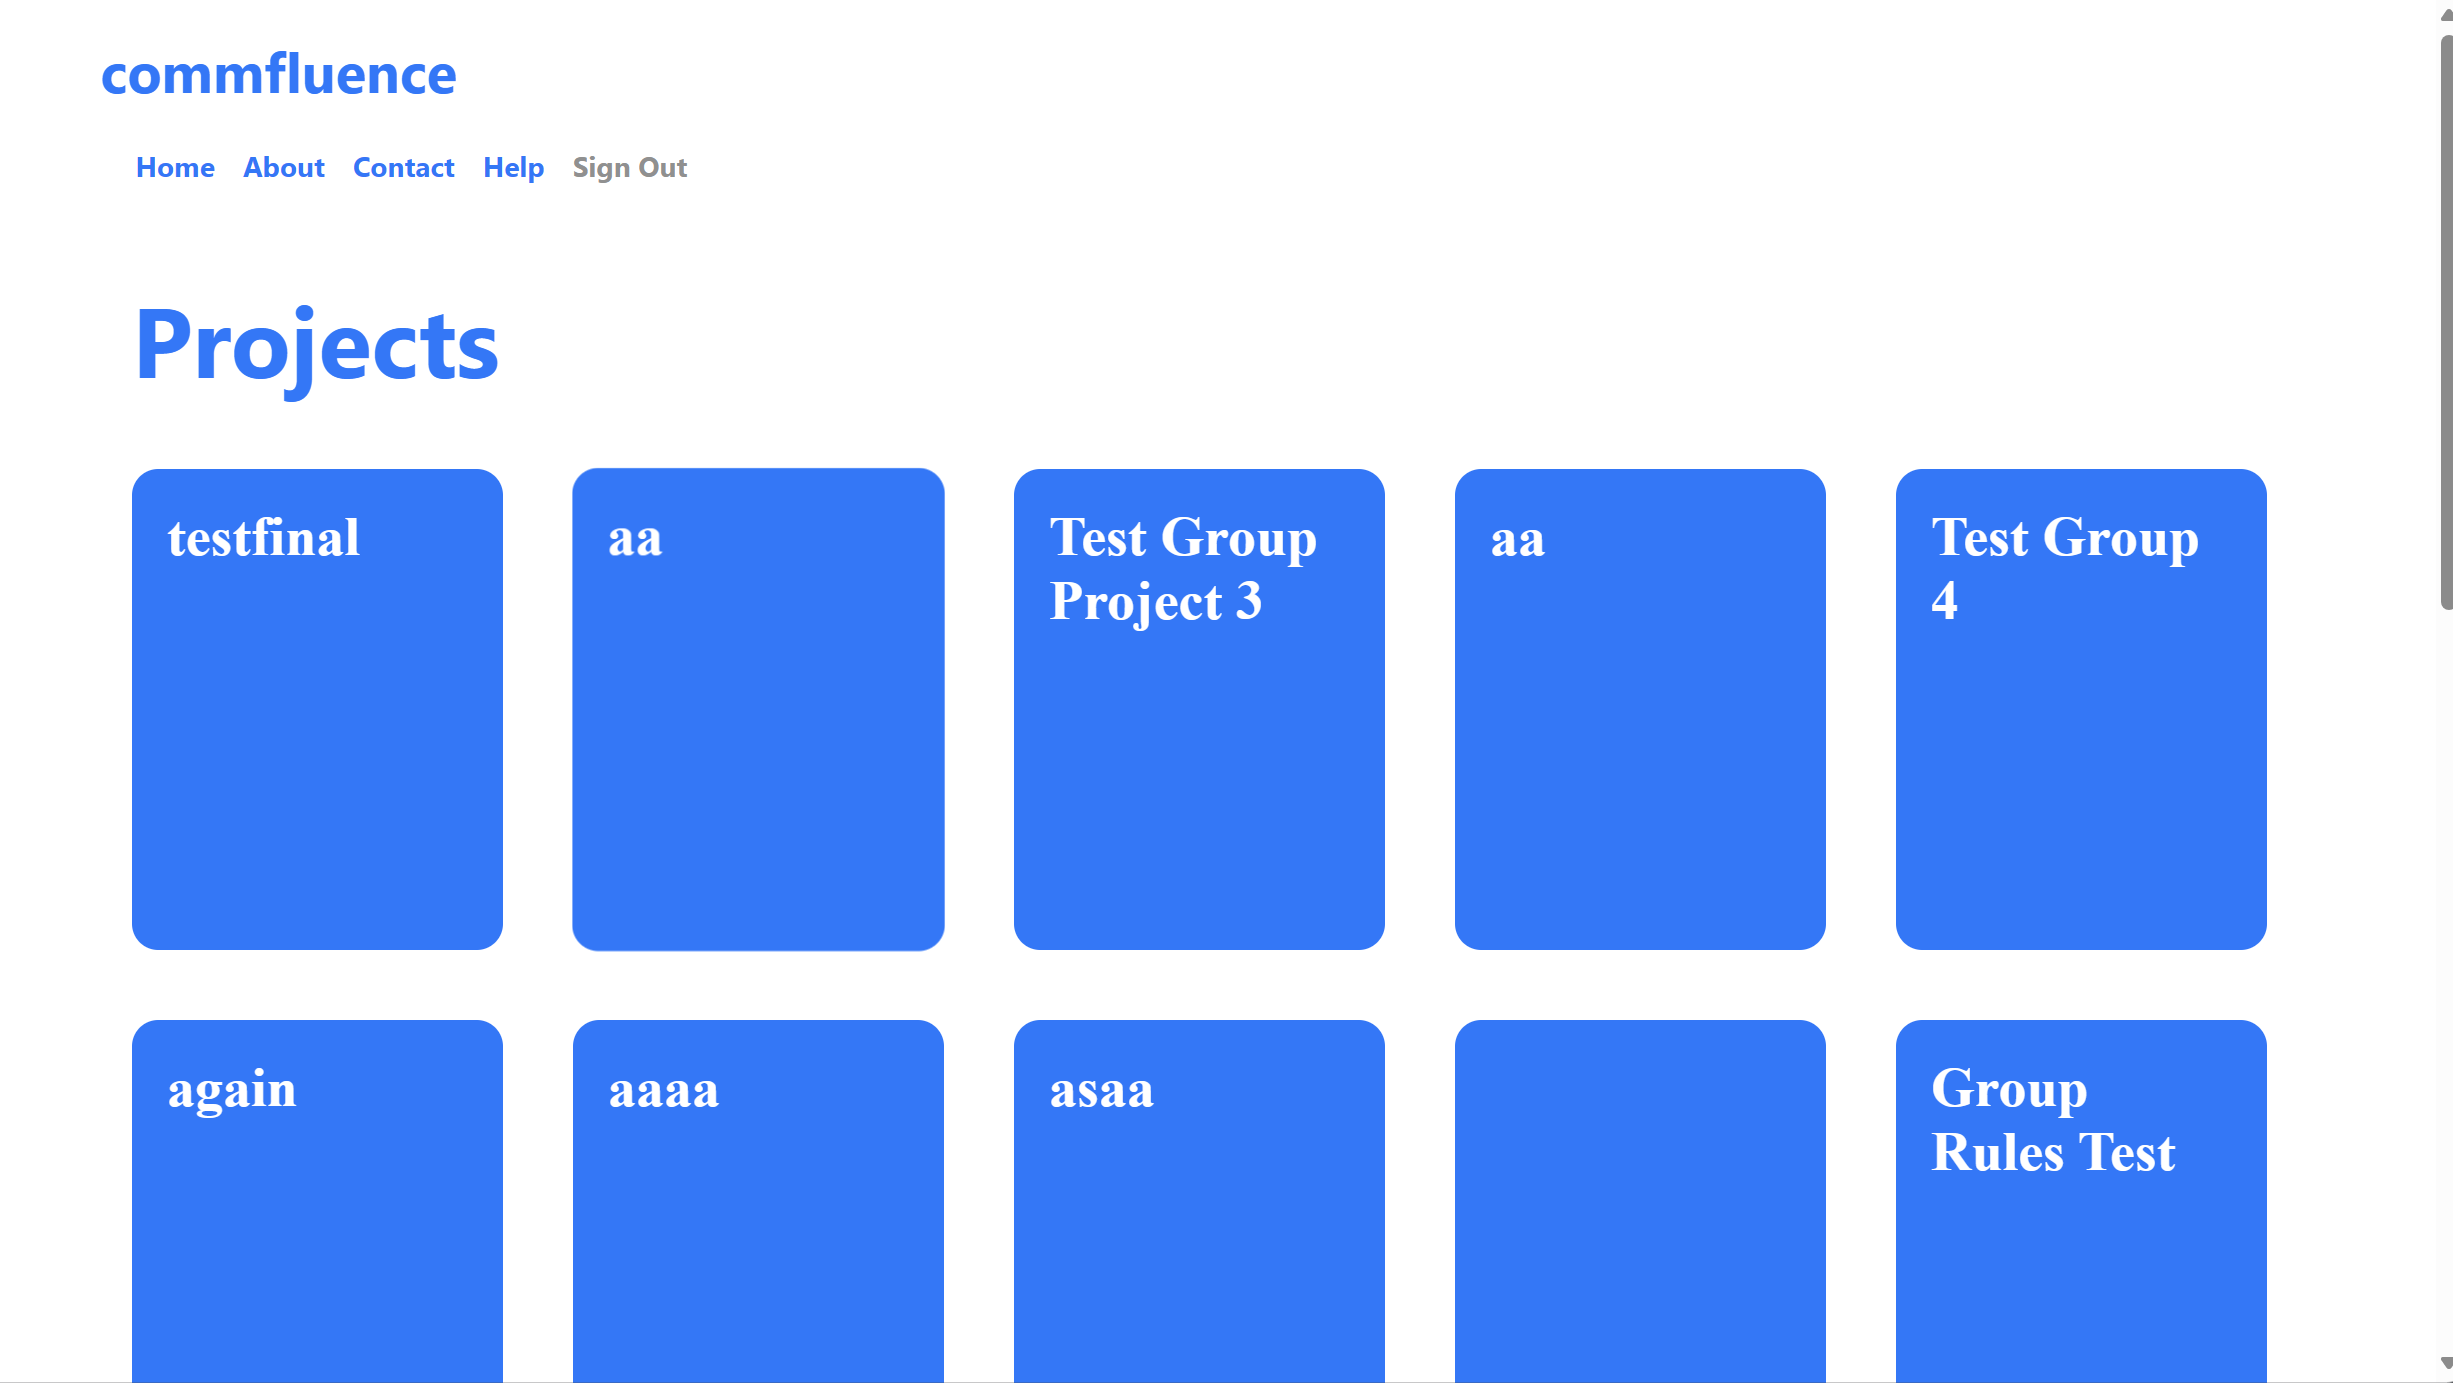 commfluence
Home About Contact Help Sign Out
Projects
testfinal
aa
Test Group
Project 3
aa
Test Group
4
again
aaaa
asaa
Group
Rules Test